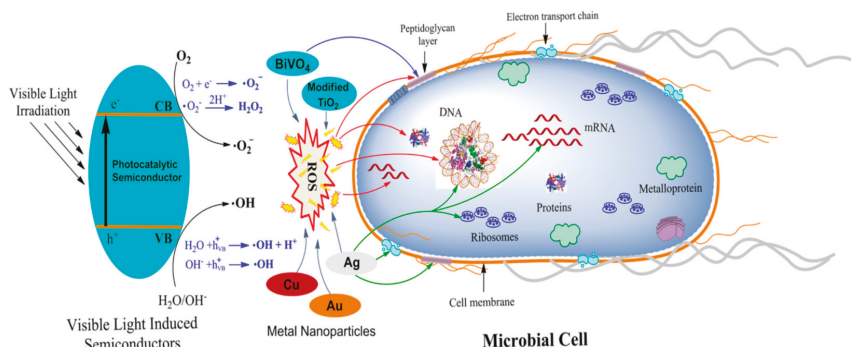 Visible Light
Irradiation
e⁻
CB
Photocatalytic
Semiconductor
h⁺
VB
O₂
O₂ + e⁻ → ·O₂⁻
·O₂⁻ 2H⁺→ H₂O₂
·O₂⁻
·OH
H₂O + h⁺VB → ·OH + H⁺
OH⁻ + h⁺VB → ·OH
H₂O/OH⁻
Visible Light Induced
Semiconductors
BiVO₄
Modified
TiO₂
ROS
Cu
Au
Ag
Metal Nanoparticles
Peptidoglycan
layer
Electron transport chain
DNA
mRNA
Metalloprotein
Proteins
Ribosomes
Cell membrane
Microbial Cell